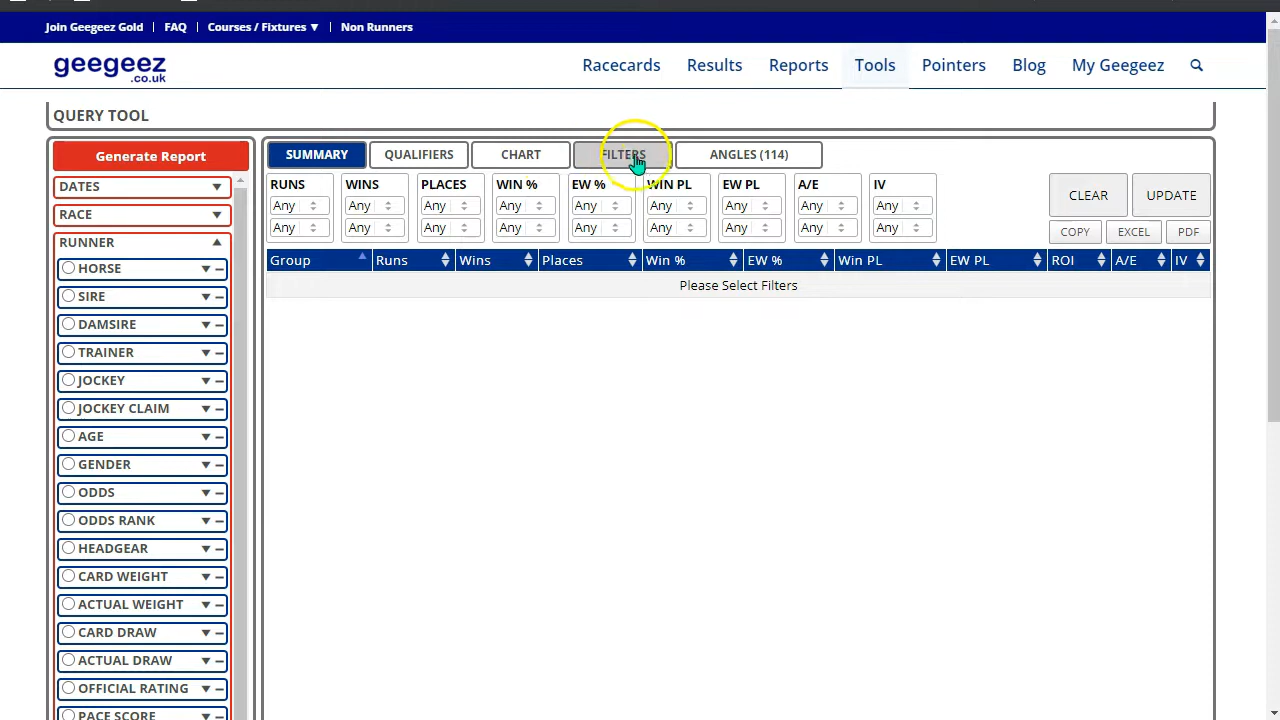 Join Geegeez Gold FAQ Courses / Fixtures ▼ Non Runners
geegeez
.co.uk
Racecards Results Reports Tools Pointers Blog My Geegeez
QUERY TOOL
Generate Report
DATES
RACE
RUNNER
HORSE
SIRE
DAMSIRE
TRAINER
JOCKEY
JOCKEY CLAIM
AGE
GENDER
ODDS
ODDS RANK
HEADGEAR
CARD WEIGHT
ACTUAL WEIGHT
CARD DRAW
ACTUAL DRAW
OFFICIAL RATING
PACE SCORE
SUMMARY QUALIFIERS CHART FILTERS ANGLES (114)
RUNS WINS PLACES WIN % EW % WIN PL EW PL A/E IV
Any Any Any Any Any Any Any Any Any
Any Any Any Any Any Any Any Any Any
CLEAR UPDATE
COPY EXCEL PDF
Group Runs Wins Places Win % EW % Win PL EW PL ROI A/E IV
Please Select Filters